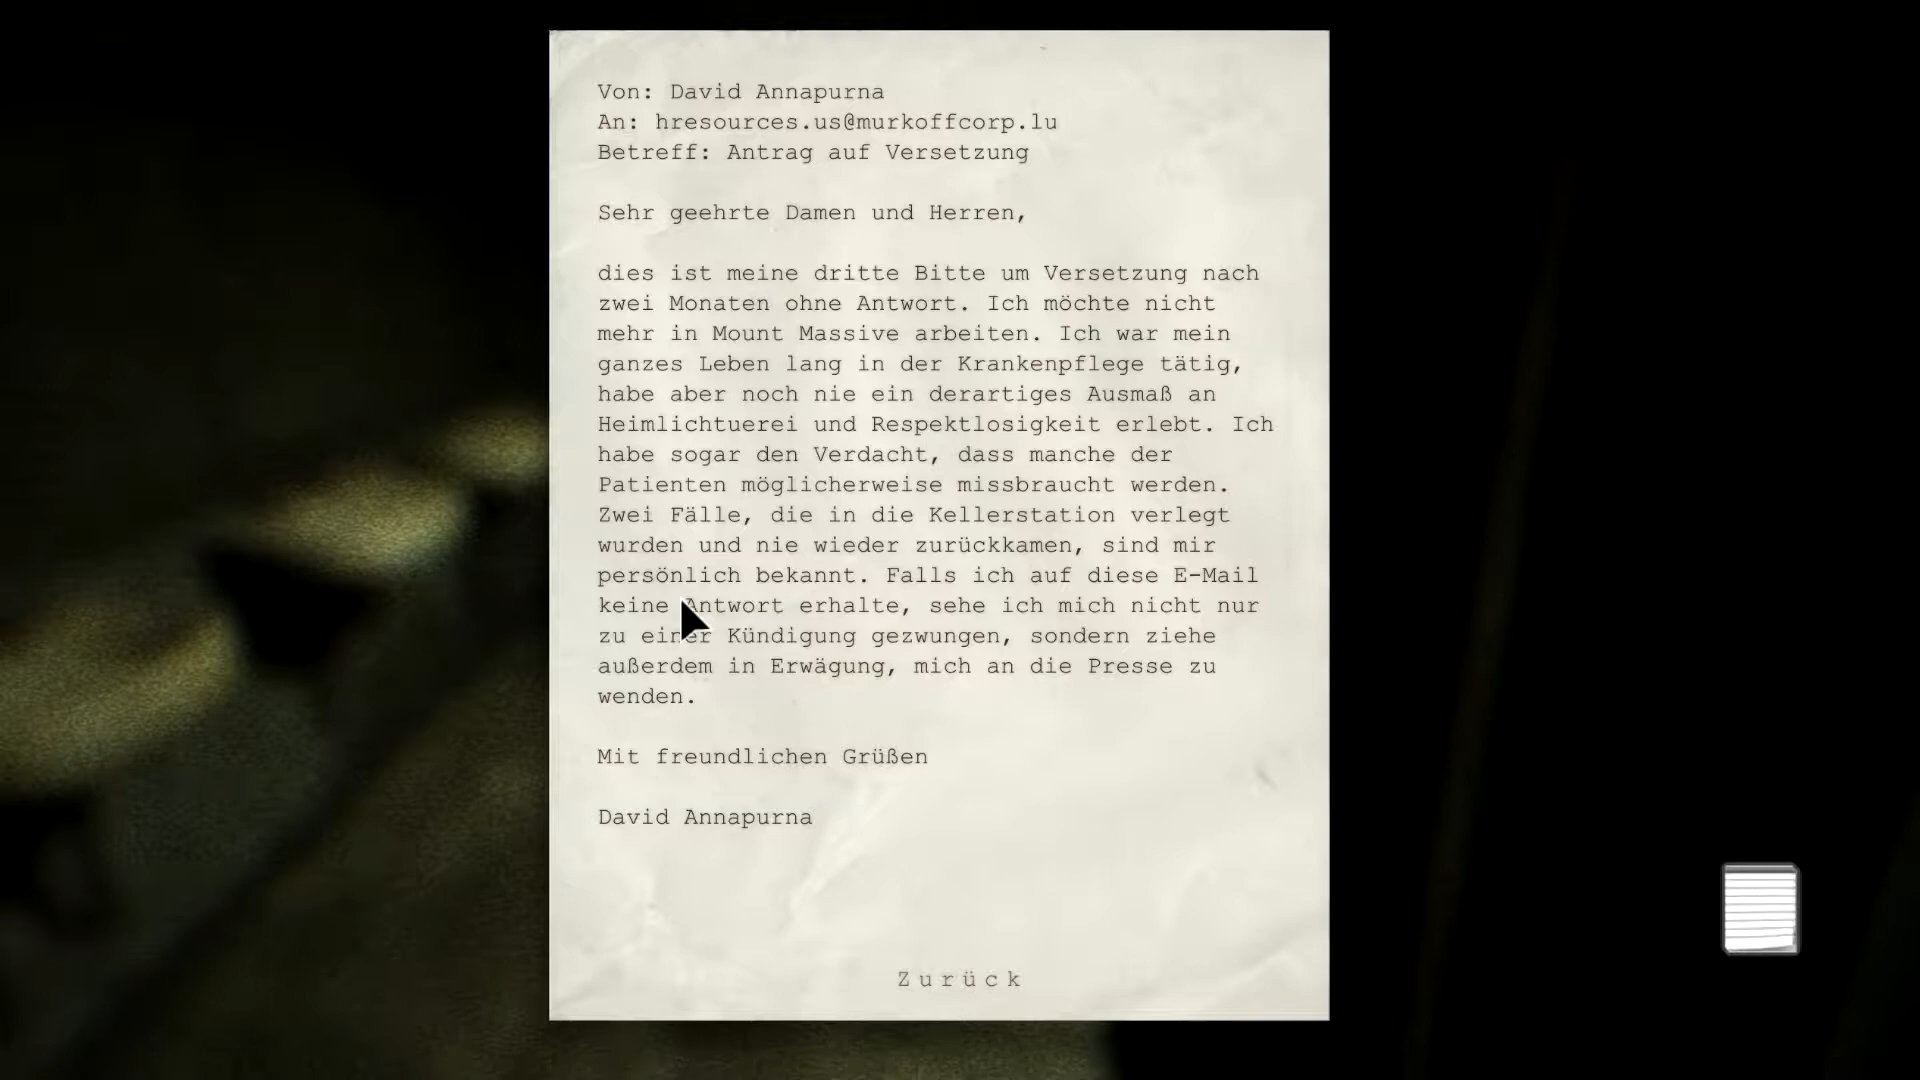 Von: David Annapurna
An: hresources.us@murkoffcorp.lu
Betreff: Antrag auf Versetzung
Sehr geehrte Damen und Herren,
dies ist meine dritte Bitte um Versetzung nach
zwei Monaten ohne Antwort. Ich möchte nicht
mehr in Mount Massive arbeiten. Ich war mein
ganzes Leben lang in der Krankenpflege tätig,
habe aber noch nie ein derartiges Ausmaß an
Heimlichtuerei und Respektlosigkeit erlebt. Ich
habe sogar den Verdacht, dass manche der
Patienten möglicherweise missbraucht werden.
Zwei Fälle, die in die Kellerstation verlegt
wurden und nie wieder zurückkamen, sind mir
persönlich bekannt. Falls ich auf diese E-Mail
keine Antwort erhalte, sehe ich mich nicht nur
zu einer Kündigung gezwungen, sondern ziehe
außerdem in Erwägung, mich an die Presse zu
wenden.
Mit freundlichen Grüßen
David Annapurna
Zurück